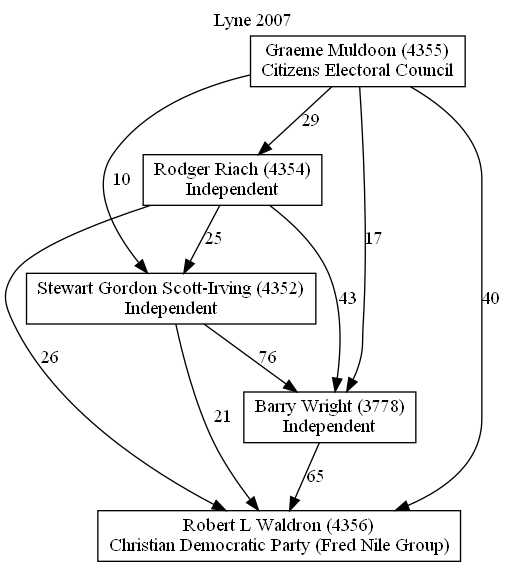 Lyne 2007
Graeme Muldoon (4355)
Citizens Electoral Council
29
Rodger Riach (4354)
Independent
10
25
17
Stewart Gordon Scott-Irving (4352)
Independent
43
40
26
76
Barry Wright (3778)
Independent
21
65
Robert L Waldron (4356)
Christian Democratic Party (Fred Nile Group)